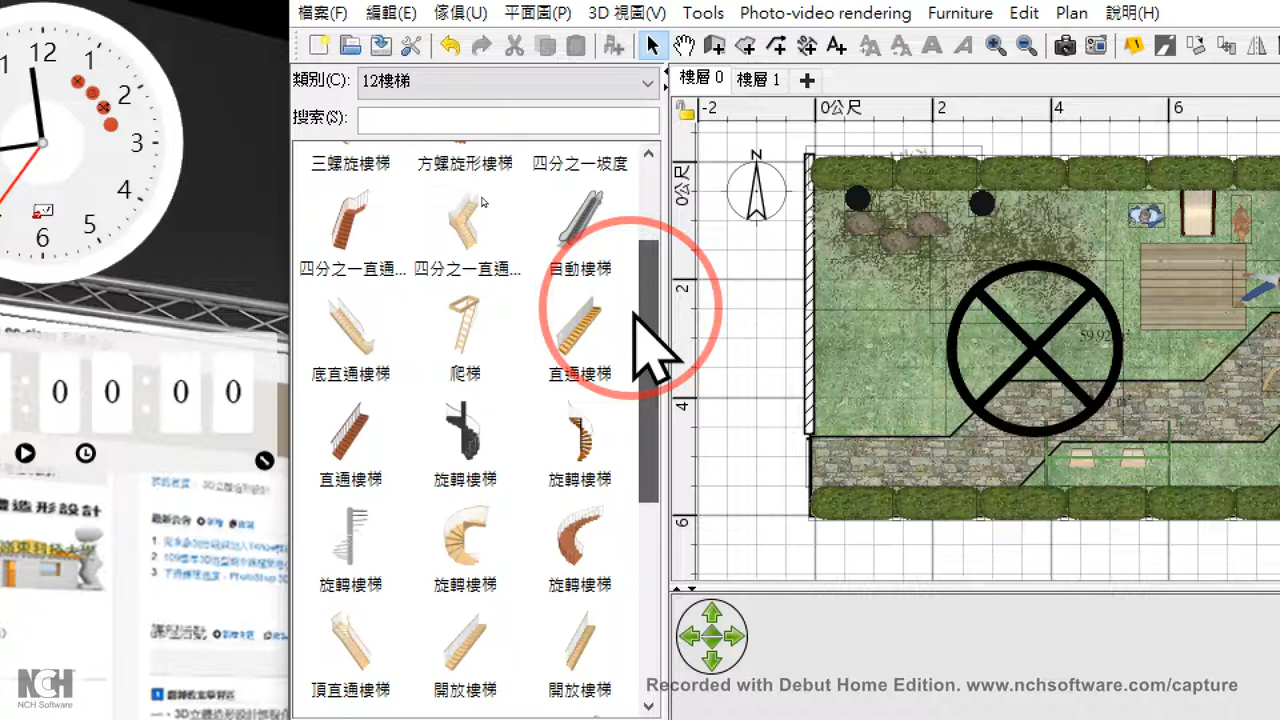 檔案(F) 編輯(E) 傢俱(U) 平面圖(P) 3D 視圖(V) Tools Photo-video rendering Furniture Edit Plan 說明(H)
類別(C): 12樓梯
搜索(S):
樓層 0 樓層 1
-2 0公尺 2 4 6
三螺旋樓梯 方螺旋形樓梯 四分之一坡度
四分之一直通... 四分之一直通... 自動樓梯
底直通樓梯 爬梯 直通樓梯
直通樓梯 旋轉樓梯 旋轉樓梯
旋轉樓梯 旋轉樓梯 旋轉樓梯
頂直通樓梯 開放樓梯 開放樓梯
N
0公尺
2
4
6
12
1
2
3
4
5
6
0 0 0 0
造形設計
NCH
NCH Software
Recorded with Debut Home Edition. www.nchsoftware.com/capture